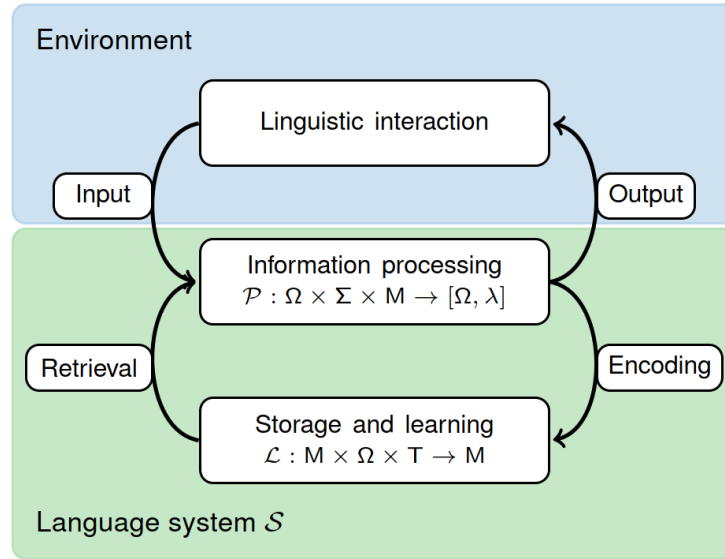 Environment
Linguistic interaction
Input
Output
Information processing
𝒫 : Ω × Σ × M → [Ω, λ]
Retrieval
Encoding
Storage and learning
ℒ : M × Ω × T → M
Language system 𝒮